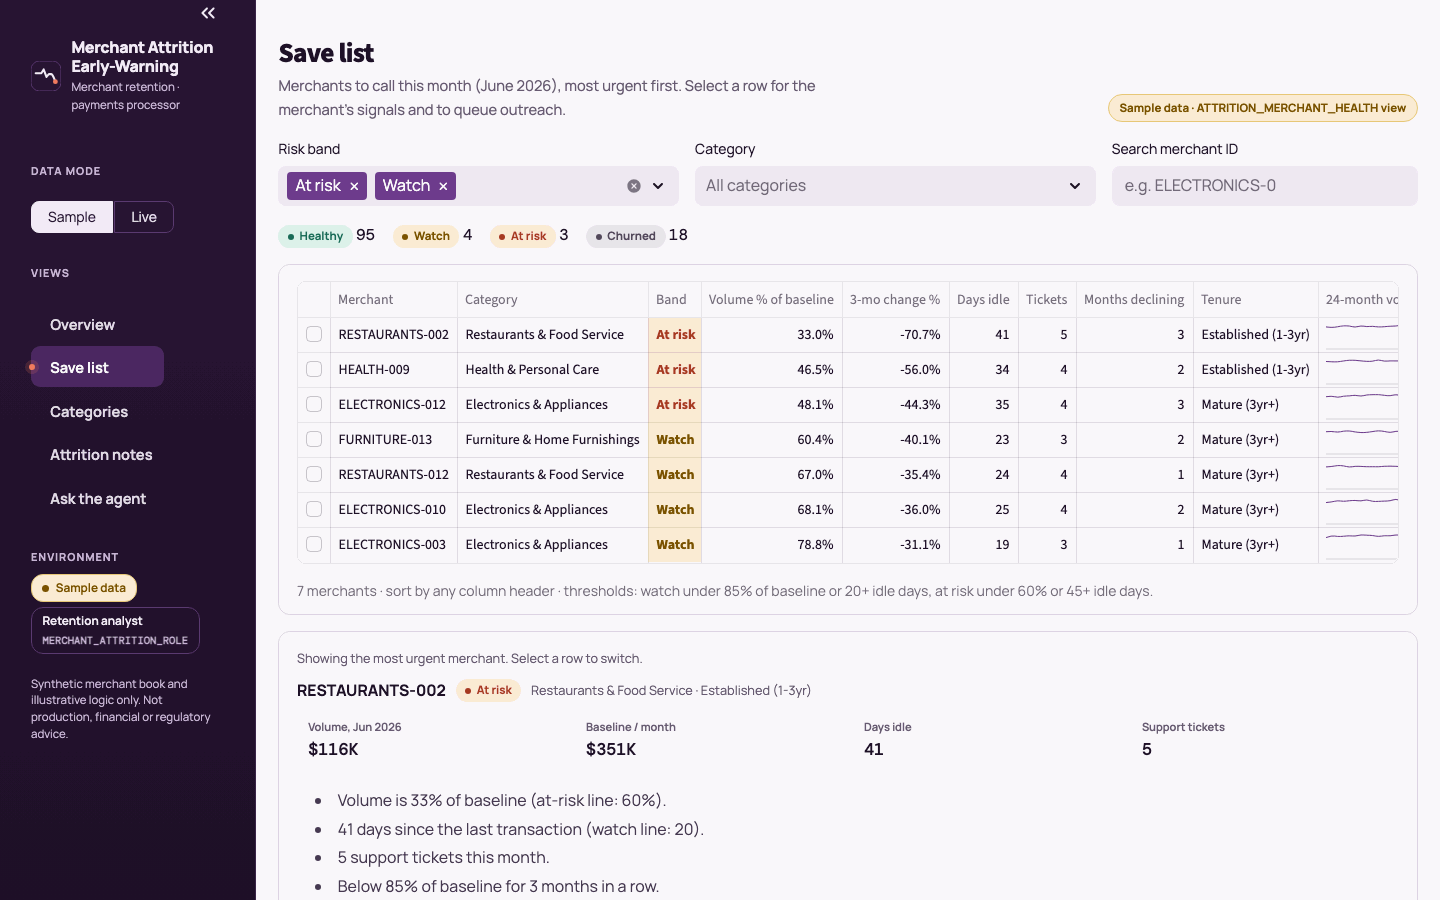 Merchant Attrition
Early-Warning
Merchant retention ·
payments processor
DATA MODE
Sample
Live
VIEWS
Overview
Save list
Categories
Attrition notes
Ask the agent
ENVIRONMENT
Sample data
Retention analyst
MERCHANT_ATTRITION_ROLE
Synthetic merchant book and
illustrative logic only. Not
production, financial or regulatory
advice.
Save list
Merchants to call this month (June 2026), most urgent first. Select a row for the
merchant's signals and to queue outreach.
Sample data · ATTRITION_MERCHANT_HEALTH view
Risk band
At risk
Watch
Category
All categories
Search merchant ID
e.g. ELECTRONICS-0
Healthy 95 Watch 4 At risk 3 Churned 18
Merchant Category Band Volume % of baseline 3-mo change % Days idle Tickets Months declining Tenure 24-month vo
RESTAURANTS-002 Restaurants & Food Service At risk 33.0% -70.7% 41 5 3 Established (1-3yr)
HEALTH-009 Health & Personal Care At risk 46.5% -56.0% 34 4 2 Established (1-3yr)
ELECTRONICS-012 Electronics & Appliances At risk 48.1% -44.3% 35 4 3 Mature (3yr+)
FURNITURE-013 Furniture & Home Furnishings Watch 60.4% -40.1% 23 3 2 Mature (3yr+)
RESTAURANTS-012 Restaurants & Food Service Watch 67.0% -35.4% 24 4 1 Mature (3yr+)
ELECTRONICS-010 Electronics & Appliances Watch 68.1% -36.0% 25 4 2 Mature (3yr+)
ELECTRONICS-003 Electronics & Appliances Watch 78.8% -31.1% 19 3 1 Mature (3yr+)
7 merchants · sort by any column header · thresholds: watch under 85% of baseline or 20+ idle days, at risk under 60% or 45+ idle days.
Showing the most urgent merchant. Select a row to switch.
RESTAURANTS-002 At risk Restaurants & Food Service · Established (1-3yr)
Volume, Jun 2026 Baseline / month Days idle Support tickets
$116K $351K 41 5
Volume is 33% of baseline (at-risk line: 60%).
41 days since the last transaction (watch line: 20).
5 support tickets this month.
Below 85% of baseline for 3 months in a row.